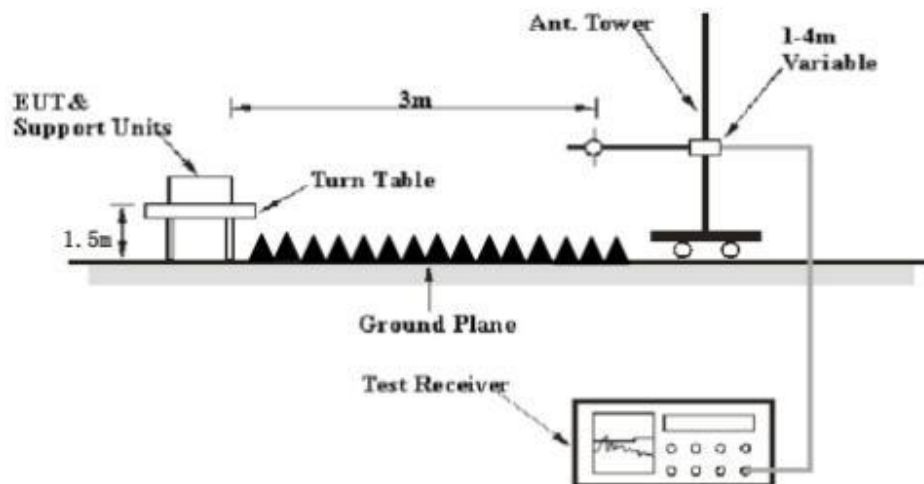 Ant. Tower
1-4m
Variable
EUT&
Support Units
3m
Turn Table
1.5m
Ground Plane
Test Receiver